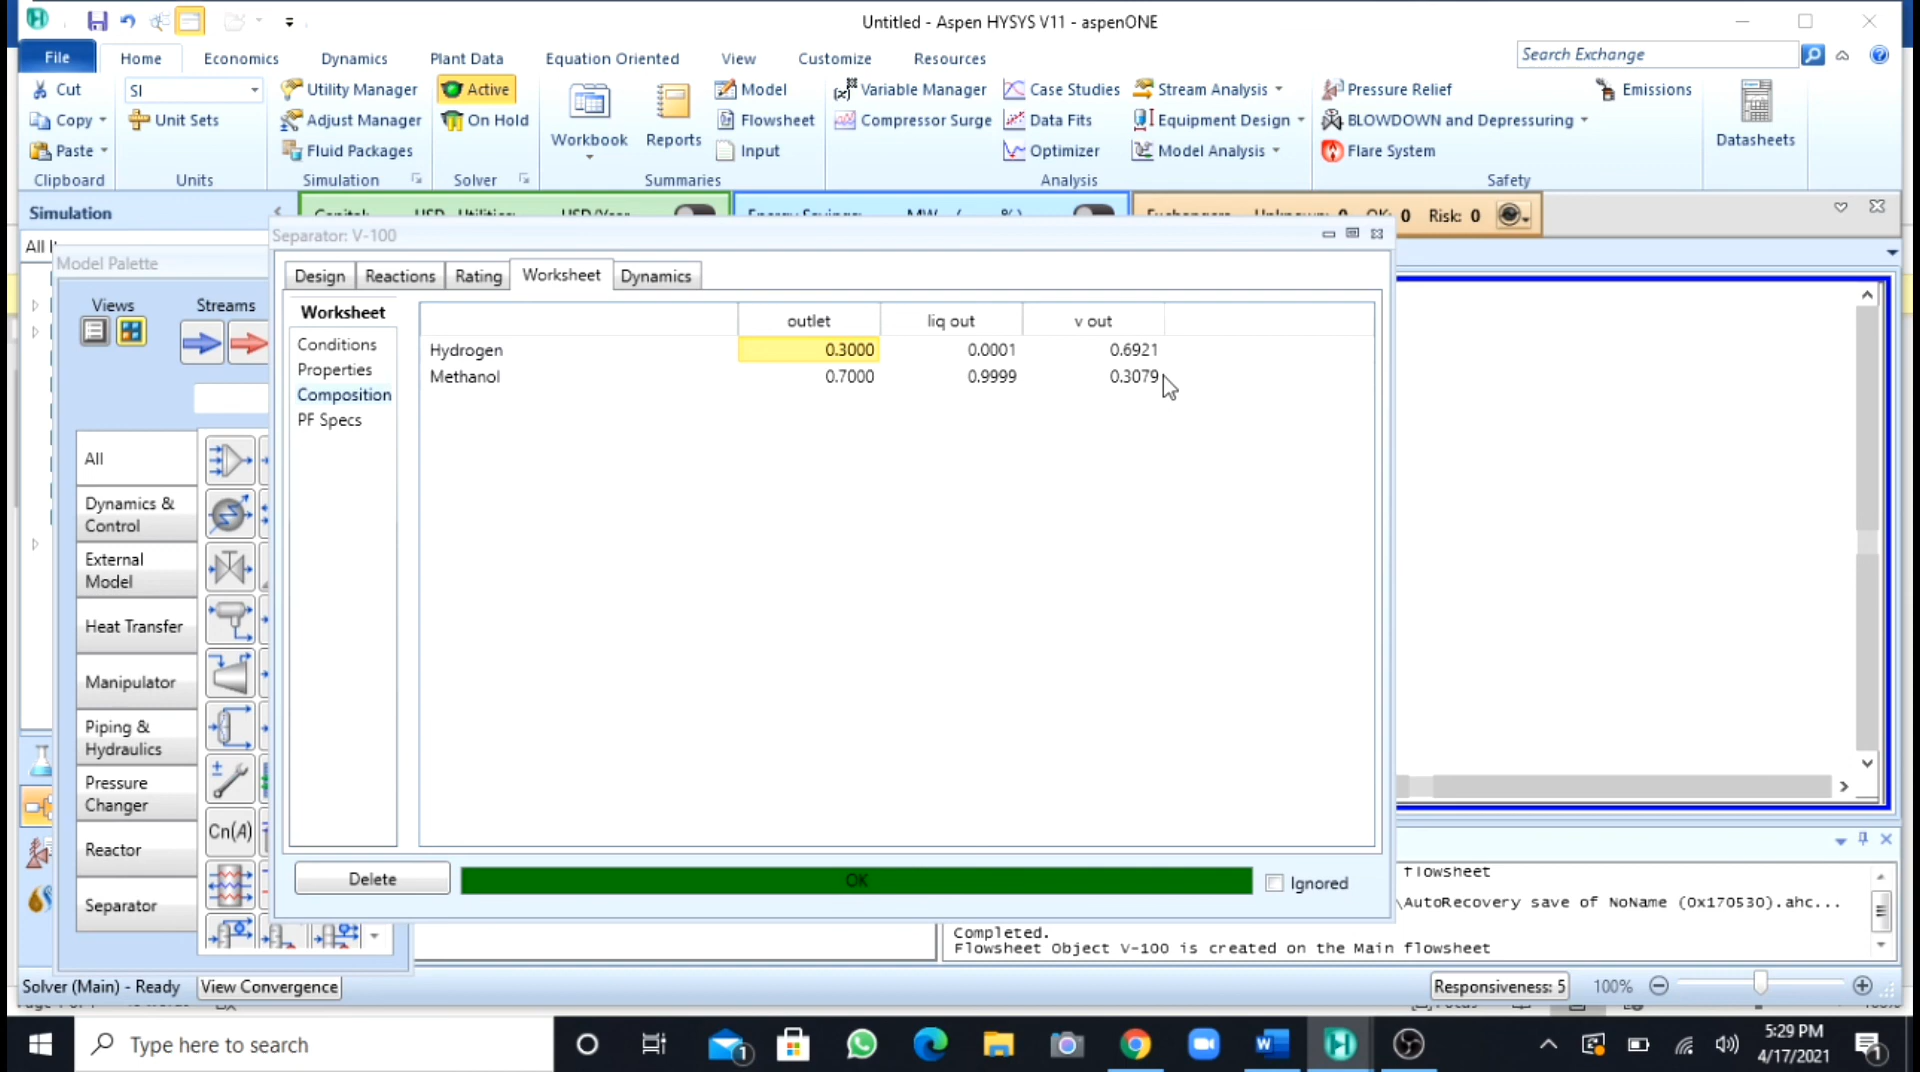 Untitled - Aspen HYSYS V11 - aspenONE
File Home Economics Dynamics Plant Data Equation Oriented View Customize Resources Search Exchange
Cut SI Utility Manager Active Model Variable Manager Case Studies Stream Analysis Pressure Relief Emissions
Copy Unit Sets Adjust Manager On Hold Workbook Reports Flowsheet Compressor Surge Data Fits Equipment Design BLOWDOWN and Depressuring Datasheets
Paste Fluid Packages Input Optimizer Model Analysis Flare System
Clipboard Units Simulation Solver Summaries Analysis Safety
Simulation
0 Risk: 0
Separator: V-100
Model Palette
Design Reactions Rating Worksheet Dynamics
Views Streams
Worksheet
Conditions
Properties
Composition
PF Specs
outlet liq out v out
Hydrogen 0.3000 0.0001 0.6921
Methanol 0.7000 0.9999 0.3079
All
Dynamics &
Control
External
Model
Heat Transfer
Manipulator
Piping &
Hydraulics
Pressure
Changer
Cn(A)
Reactor
Separator
Delete OK Ignored
flowsheet
\AutoRecovery save of NoName (0x170530).ahc...
Completed.
Flowsheet Object V-100 is created on the Main flowsheet
Solver (Main) - Ready View Convergence Responsiveness: 5 100%
Type here to search
5:29 PM
4/17/2021